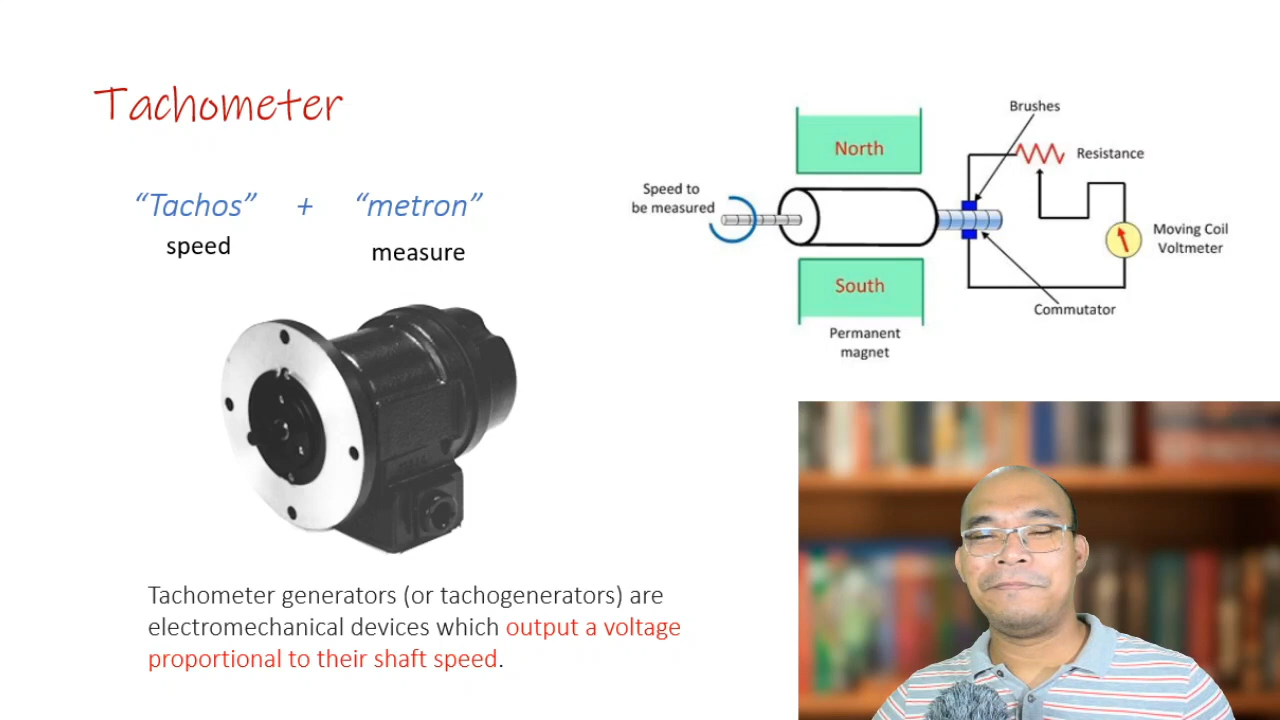 Tachometer
“Tachos” + “metron”
speed
measure
Tachometer generators (or tachogenerators) are
electromechanical devices which output a voltage
proportional to their shaft speed.
Brushes
North
Resistance
Speed to
be measured
Moving Coil
Voltmeter
South
Commutator
Permanent
magnet